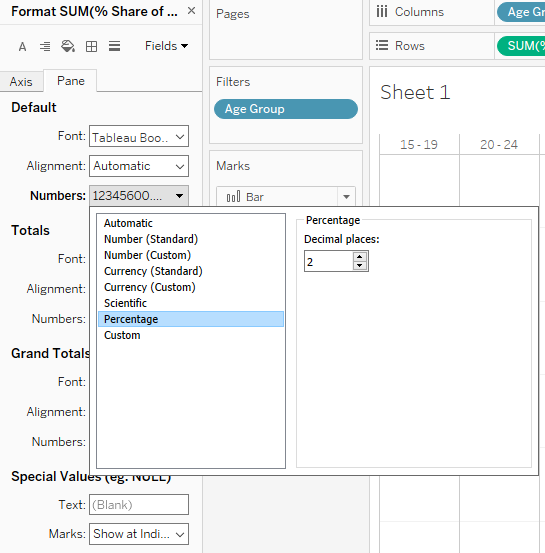 Format SUM(% Share of ... ×
Fields
Axis
Pane
Default
Font: Tableau Boo..
Alignment: Automatic
Numbers: 12345600....
Automatic
Number (Standard)
Number (Custom)
Currency (Standard)
Currency (Custom)
Scientific
Percentage
Custom
Percentage
Decimal places:
2
Totals
Font:
Alignment:
Numbers:
Grand Totals
Font:
Alignment:
Numbers:
Special Values (eg. NULL)
Text: (Blank)
Marks: Show at Indi...
Pages
Filters
Age Group
Marks
Bar
Columns
Age Group
Rows
SUM(%
Sheet 1
15 - 19
20 - 24